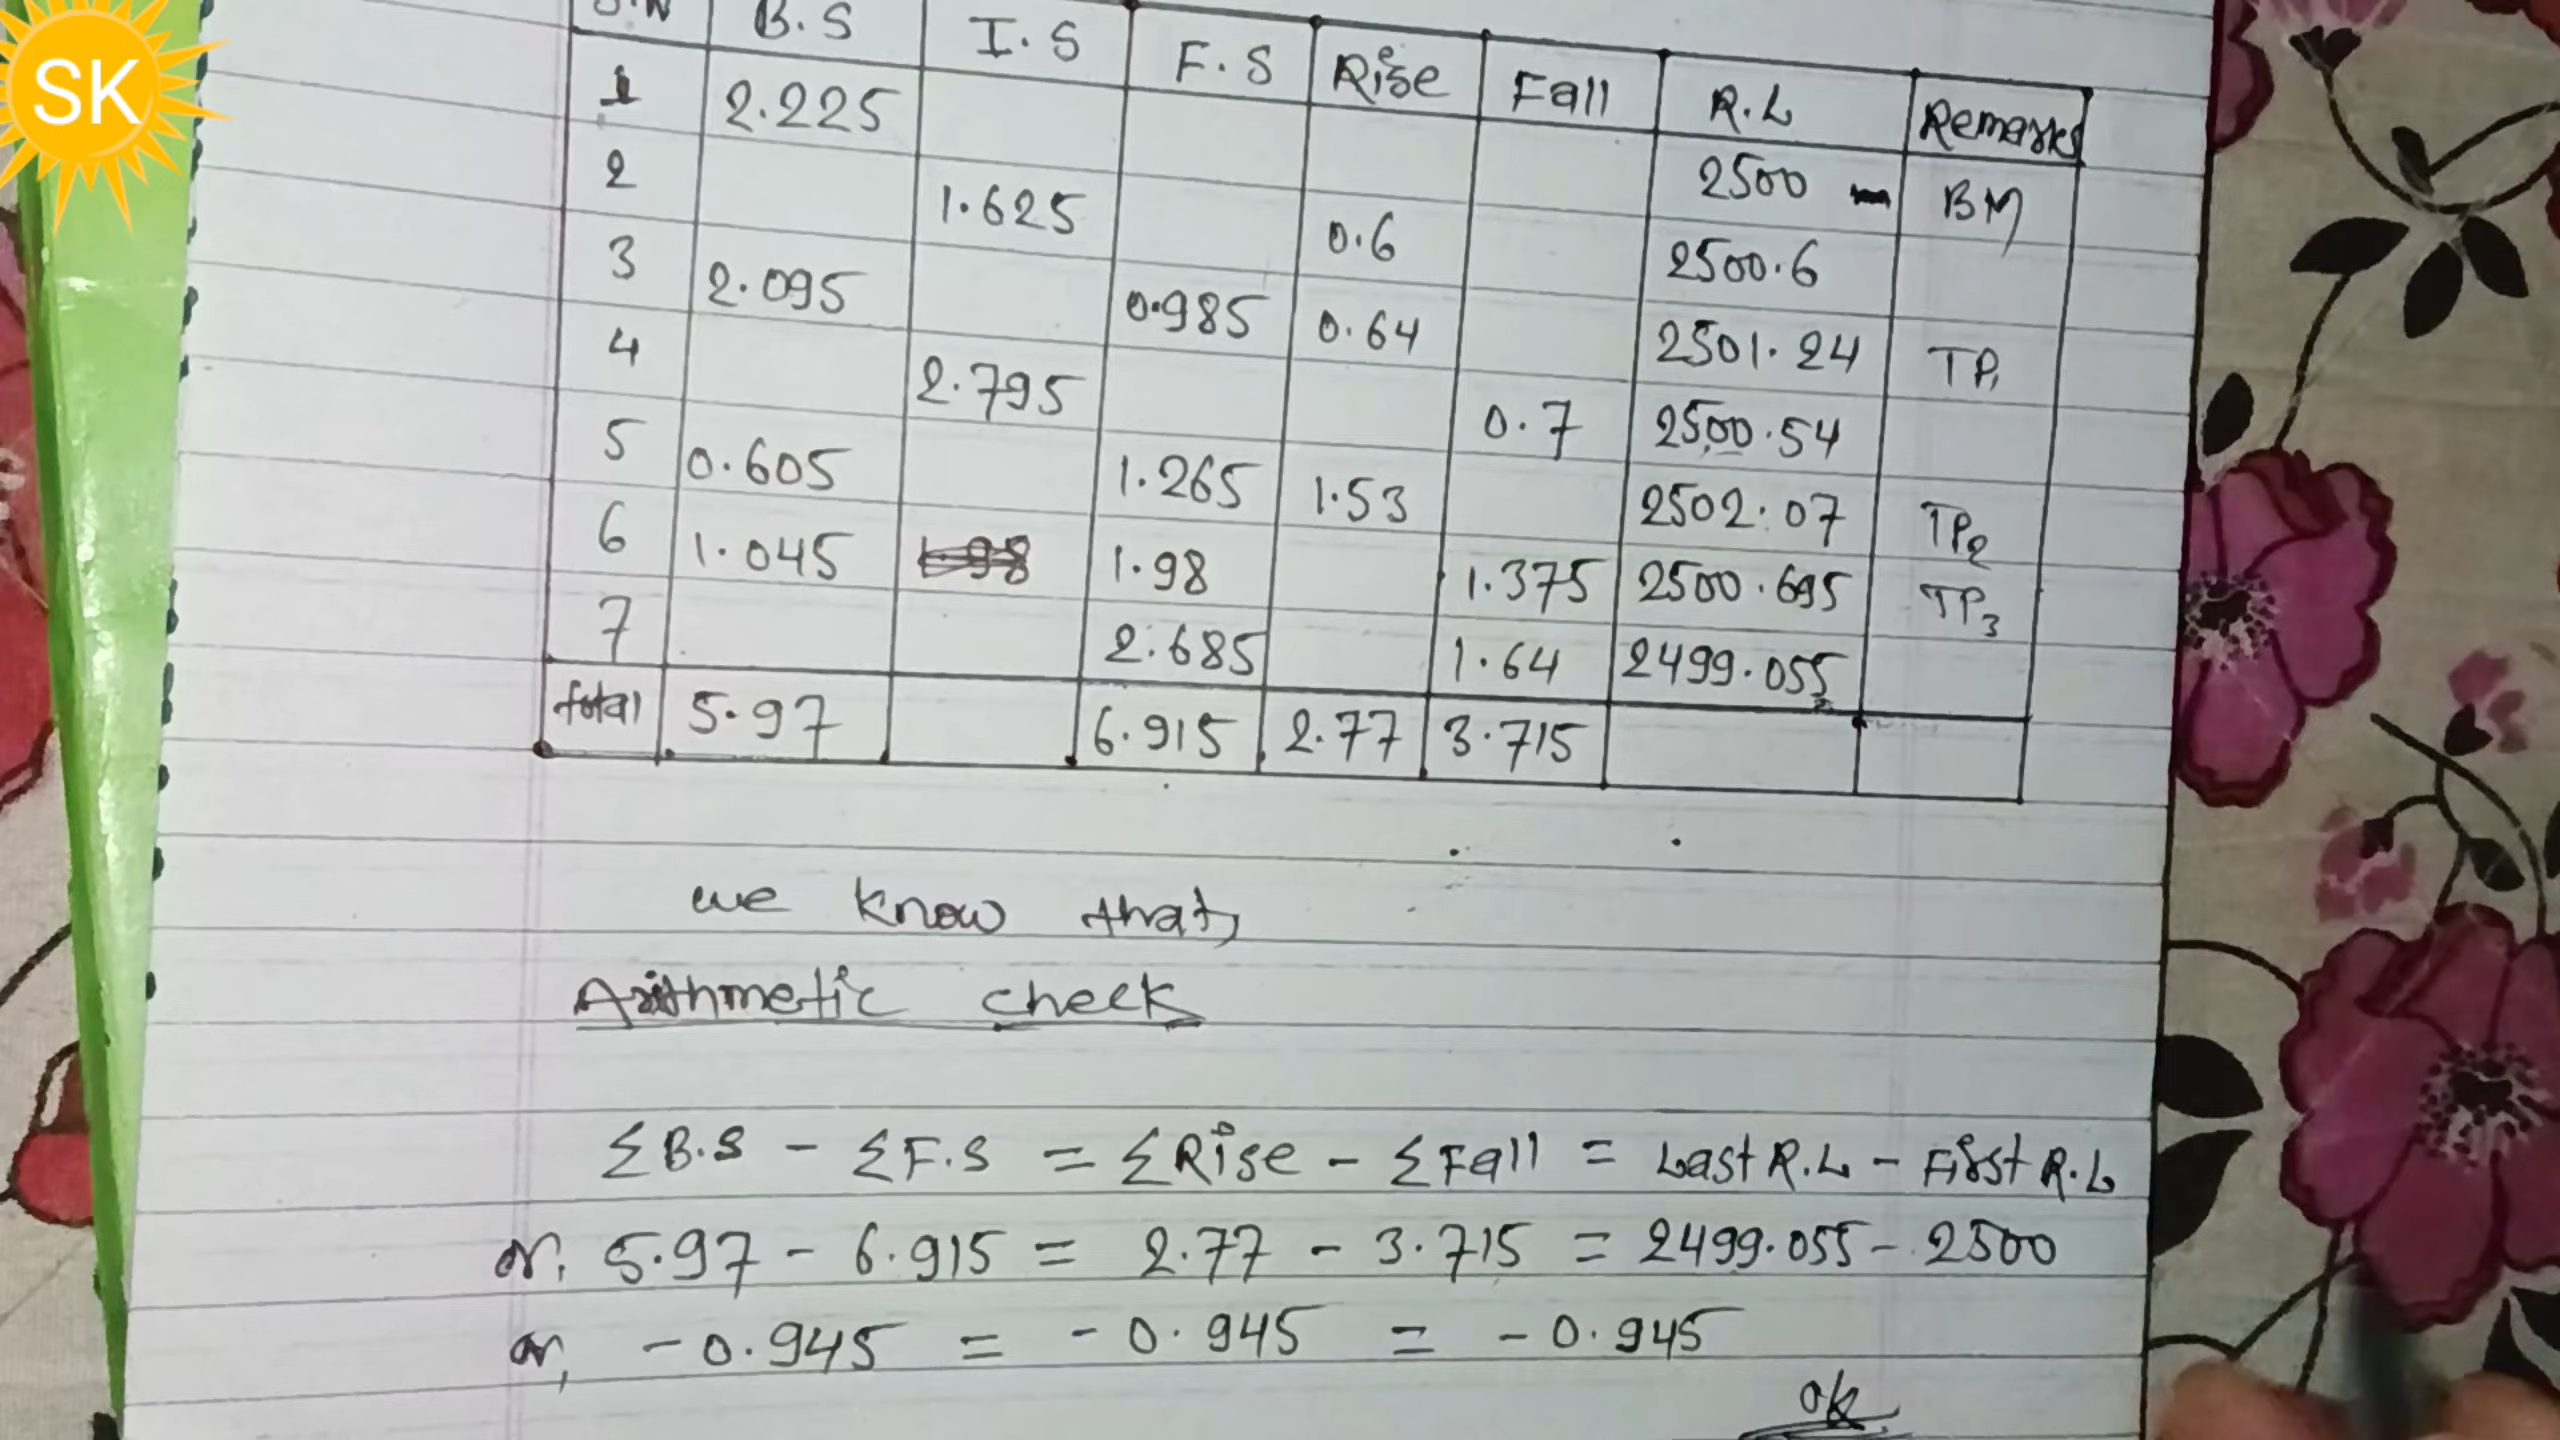 SK
S.N B.S I.S F.S Rise Fall R.L Remarks
1 2.225 2500 - BM
2 1.625 0.6 2500.6
3 2.095 0.985 0.64 2501.24 TP1
4 2.795 0.7 2500.54
5 0.605 1.265 1.53 2502.07 TP2
6 1.045 1.98 1.98 1.375 2500.695 TP3
7 2.685 1.64 2499.055
total 5.97 6.915 2.77 3.715
we know that,
Arithmetic check
ΣB.S - ΣF.S = ΣRise - ΣFall = Last R.L - First R.L
or, 5.97 - 6.915 = 2.77 - 3.715 = 2499.055 - 2500
or, -0.945 = -0.945 = -0.945
ok